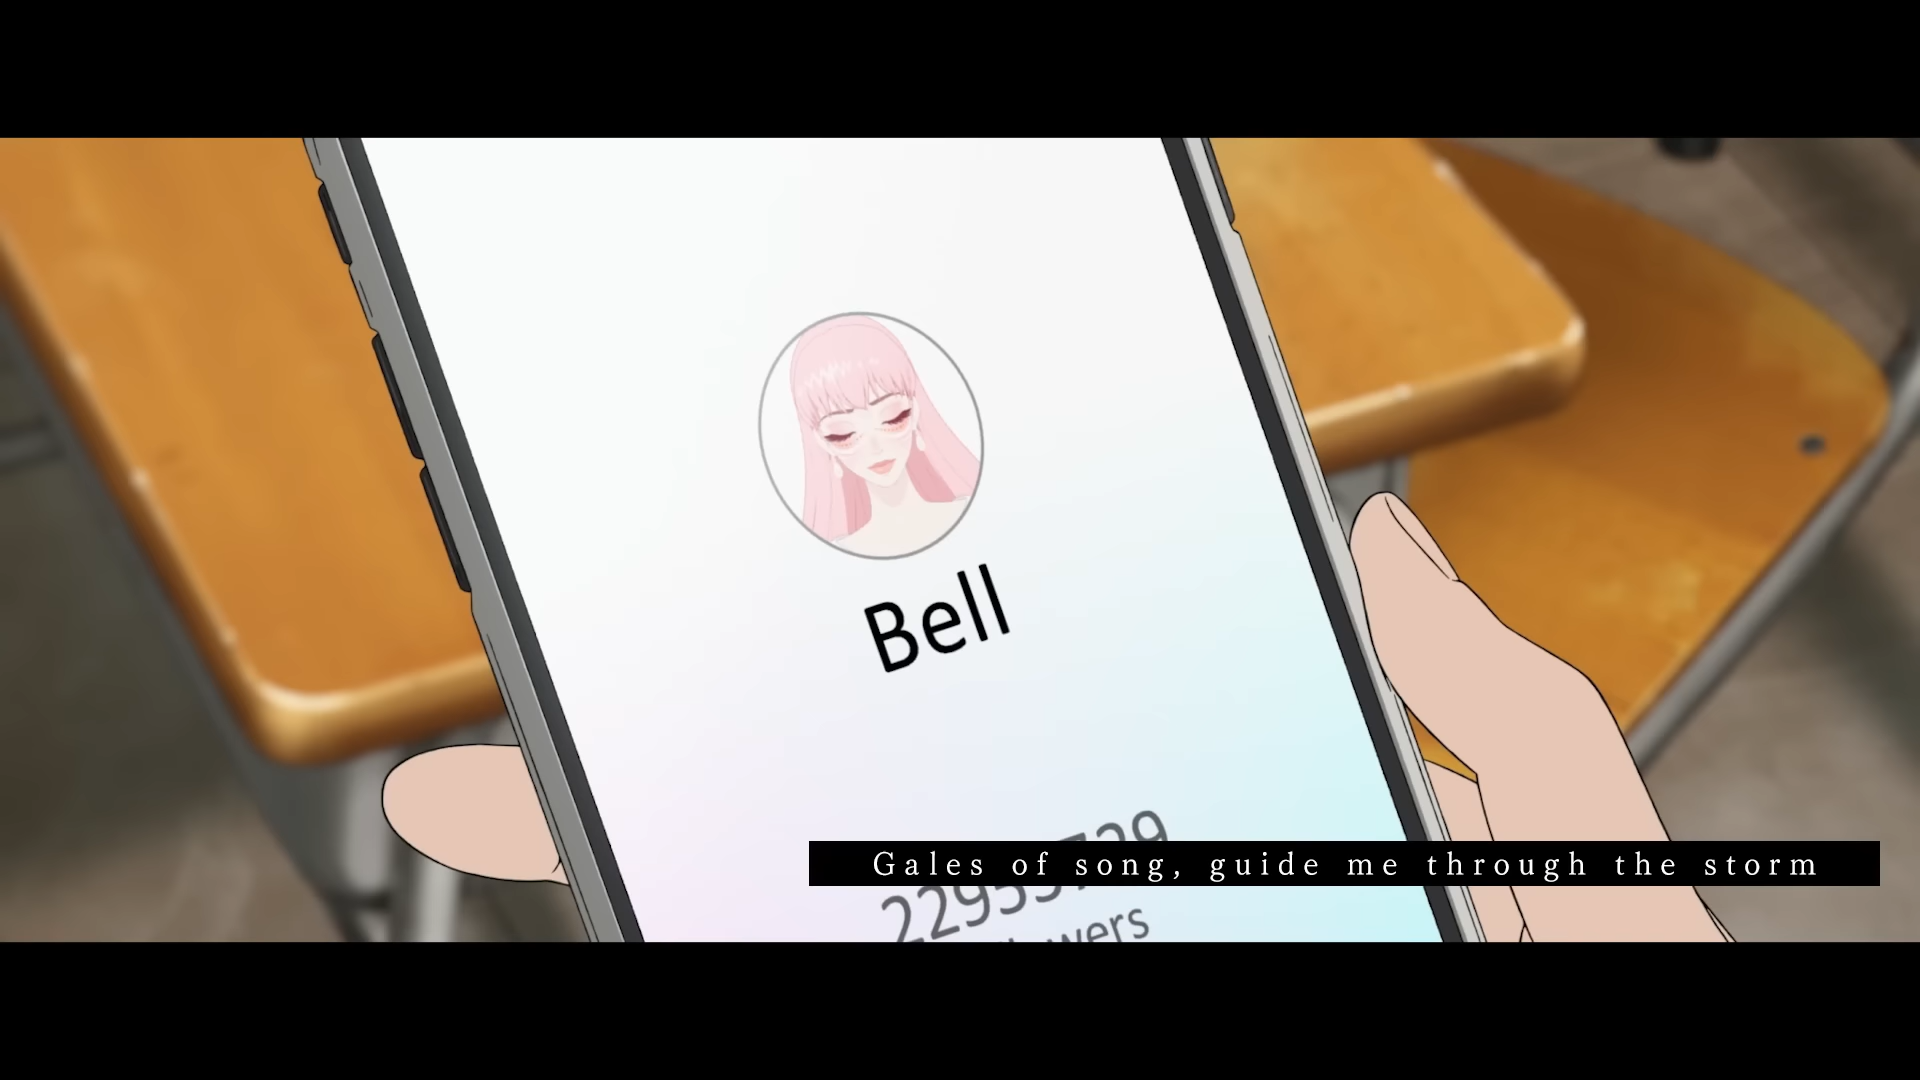 Bell
Gales of song, guide me through the storm